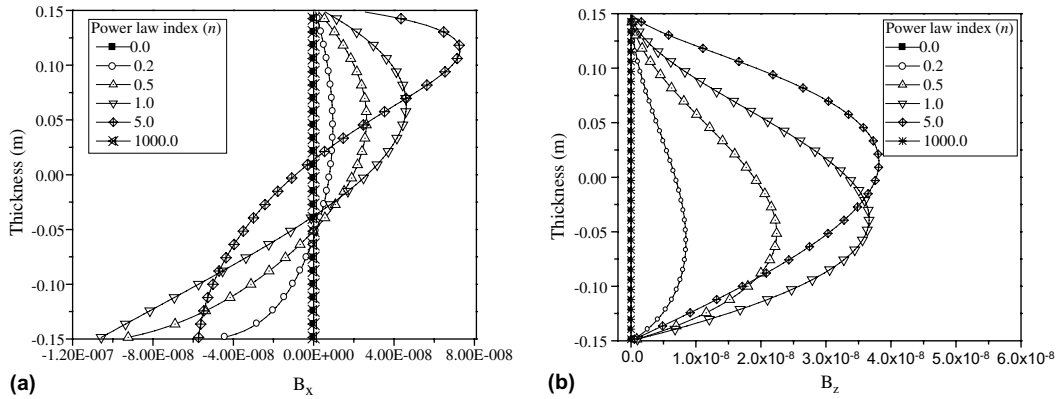 0.15
0.10
0.05
0.00
-0.05
-0.10
-0.15
Thickness (m)
Power law index (n)
0.0
0.2
0.5
1.0
5.0
1000.0
-1.20E-007
-8.00E-008
-4.00E-008
0.00E+000
4.00E-008
8.00E-008
(a)
Bx
0.15
0.10
0.05
0.00
-0.05
-0.10
-0.15
Thickness (m)
Power law index (n)
0.0
0.2
0.5
1.0
5.0
1000.0
0.0
1.0x10-8
2.0x10-8
3.0x10-8
4.0x10-8
5.0x10-8
6.0x10-8
(b)
Bz